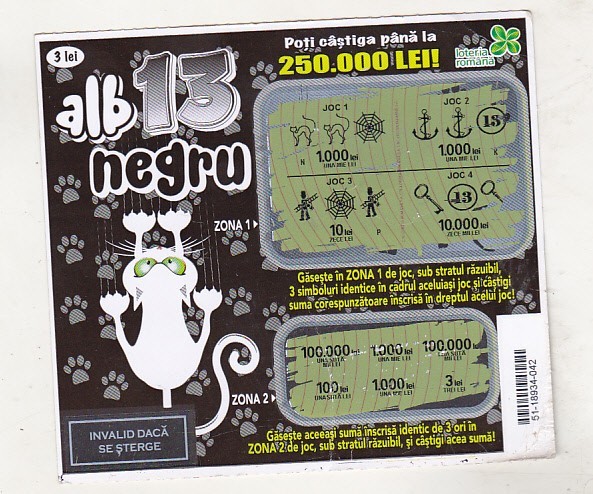 3 lei
Poți câștiga până la
250.000 LEI!
loteria
română
alb 13
negru
JOC 1
1.000 lei
UNA MIE LEI
N
JOC 2
13
1.000 lei
UNA MIE LEI
K
JOC 3
10 lei
ZECE LEI
P
JOC 4
13
10.000 lei
ZECE MII LEI
ZONA 1
Găsește în ZONA 1 de joc, sub stratul răzuibil,
3 simboluri identice în cadrul aceluiași joc și câștigi
suma corespunzătoare înscrisă în dreptul acelui joc!
100.000 lei 1.000 lei 100.000 lei
UNA SUTĂ MII LEI UNA MIE LEI UNA SUTĂ MII LEI
100 lei 1.000 lei 3 lei
UNA SUTĂ LEI UNA MIE LEI TREI LEI
ZONA 2
51-18934-042
INVALID DACĂ
SE ȘTERGE
Găsește aceeași sumă înscrisă identic de 3 ori în
ZONA 2 de joc, sub stratul răzuibil, și câștigi acea sumă!